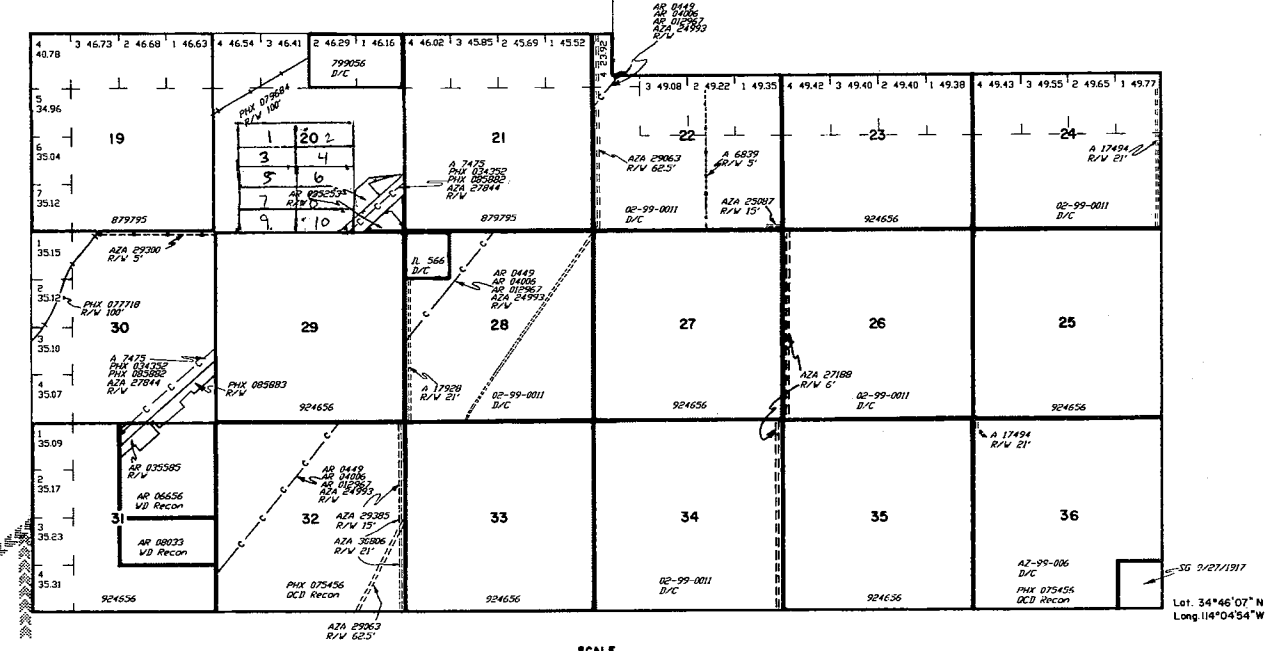 AR 0449
AR 04006
AR 012967
AZA 24993
R/W
4 3 46.73 2 46.68 1 46.63 4 46.54 3 46.41 2 46.29 1 46.16 4 46.02 3 45.85 2 45.69 1 45.52 4 23.92
40.78
799056
D/C
3 49.08 2 49.22 1 49.35 4 49.42 3 49.40 2 49.40 1 49.38 4 49.43 3 49.55 2 49.65 1 49.77
5
34.96
PHX 079684
R/W 100'
19
1 20 2
21
22
23
24
6
35.04
3 4
5 6
7 8
9 10
A 7475
PHX 034352
PHX 085882
AZA 27844
R/W
AZA 29063
R/W 62.5'
A 6839
R/W 5'
A 17494
R/W 21'
7
35.12
AR 035253
R/W
AZA 25087
R/W 15'
879795
879795
02-99-0011
D/C
924656
02-99-0011
D/C
1
35.15
AZA 29300
R/W 5'
IL 566
D/C
AR 0449
AR 04006
AR 012967
AZA 24993
R/W
2
35.12
PHX 077718
R/W 100'
30
29
28
27
26
25
3
35.10
A 7475
PHX 034352
PHX 085882
AZA 27844
R/W
PHX 085883
R/W
4
35.07
A 17928
R/W 21'
AZA 27188
R/W 6'
924656
02-99-0011
D/C
924656
02-99-0011
D/C
924656
1
35.09
A 17494
R/W 21'
AR 035585
R/W
AR 0449
AR 04006
AR 012967
AZA 24993
R/W
2
35.17
AR 06656
WD Recon
31
32
33
34
35
36
3
35.23
AZA 29385
R/W 15'
AR 08033
WD Recon
AZA 30806
R/W 21'
4
35.31
PHX 075456
QCD Recon
02-99-0011
D/C
AZ-99-006
D/C
PHX 075456
QCD Recon
SG 9/27/1917
924656
924656
924656
AZA 29063
R/W 62.5'
Lat. 34°46'07" N
Long.114°04'54" W
SCALE